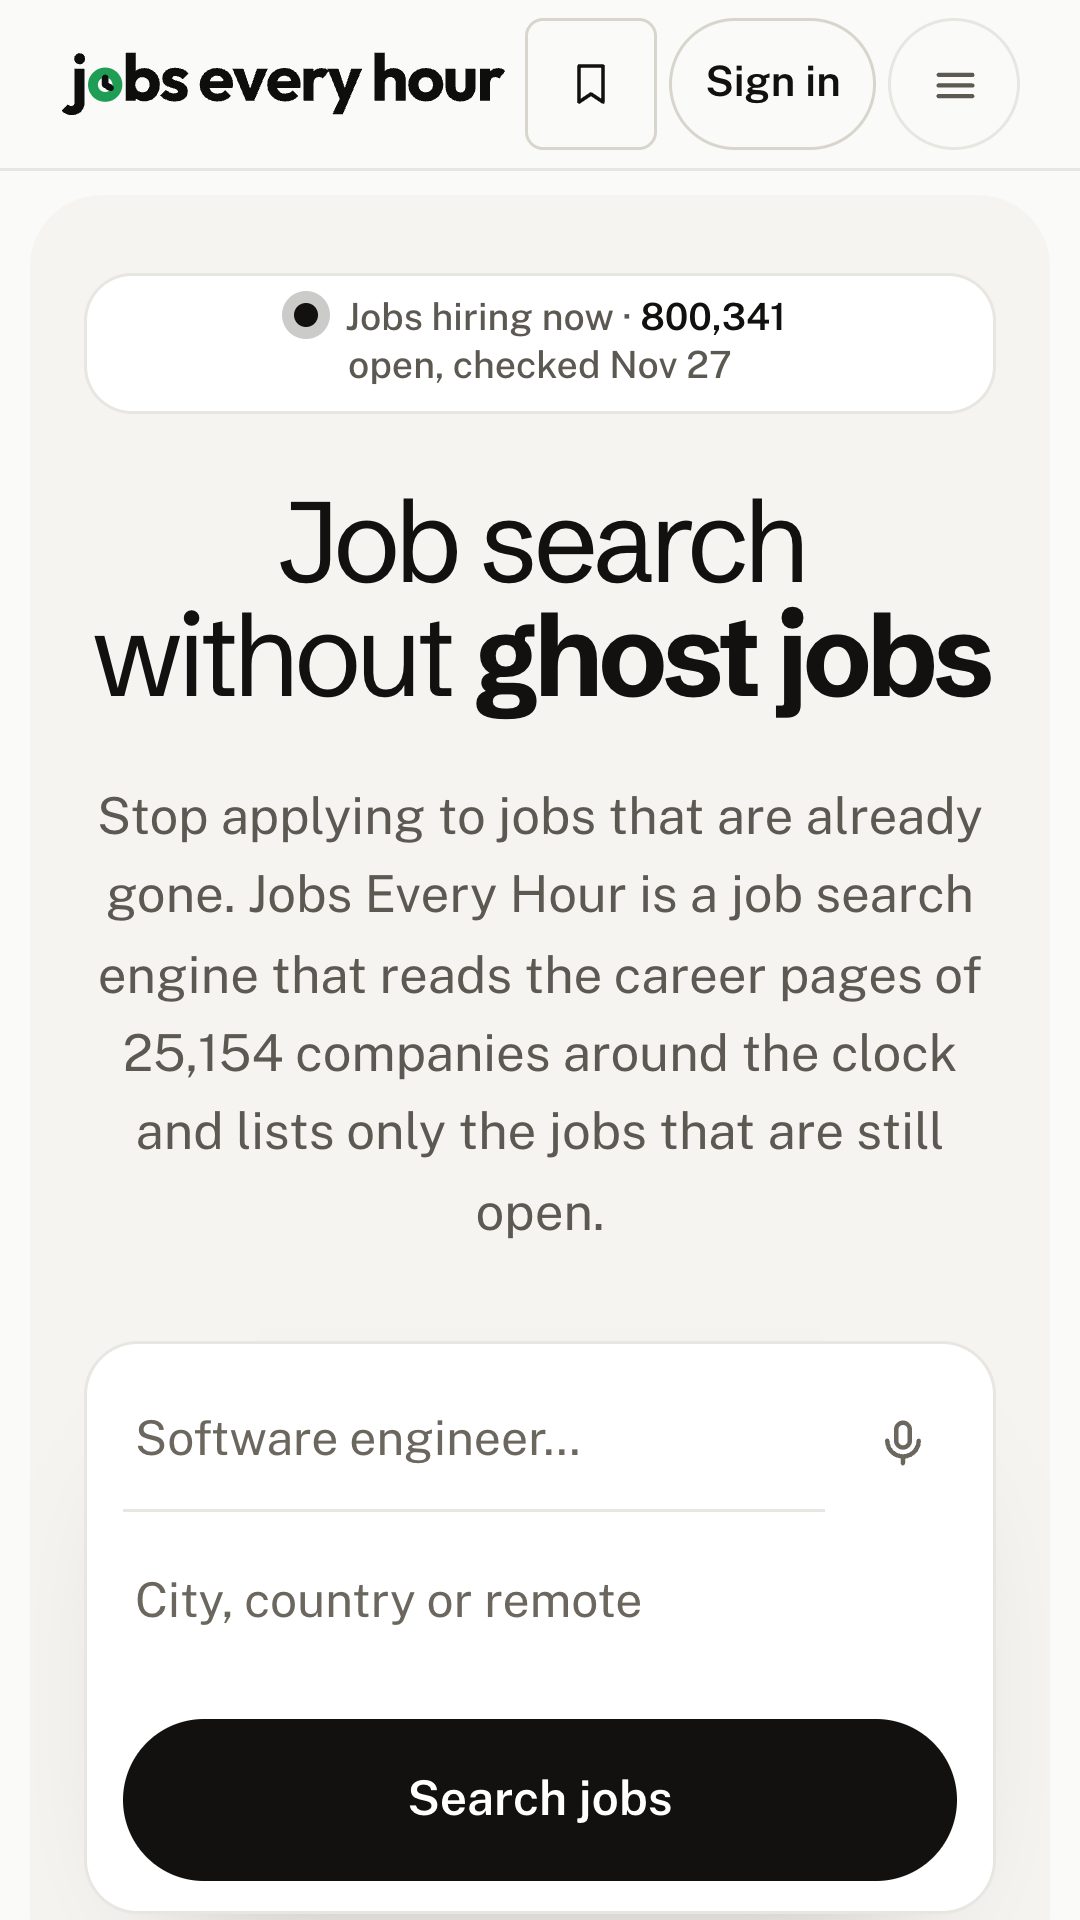 jobs every hour
Sign in
Jobs hiring now · 800,341
open, checked Nov 27
Job search
without ghost jobs
Stop applying to jobs that are already
gone. Jobs Every Hour is a job search
engine that reads the career pages of
25,154 companies around the clock
and lists only the jobs that are still
open.
Software engineer...
City, country or remote
Search jobs